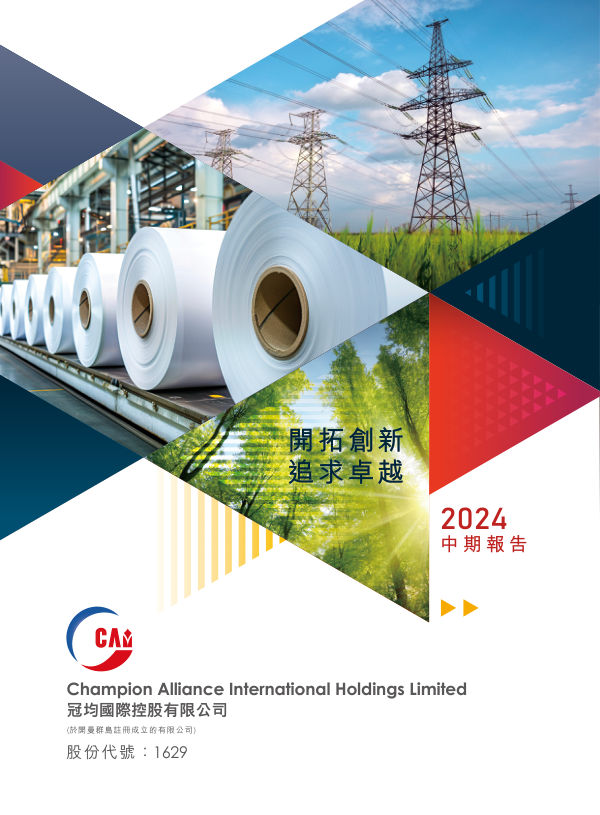 開拓創新
追求卓越
2024
中期報告
CAM
Champion Alliance International Holdings Limited
冠均國際控股有限公司
(於開曼群島註冊成立的有限公司)
股份代號：1629